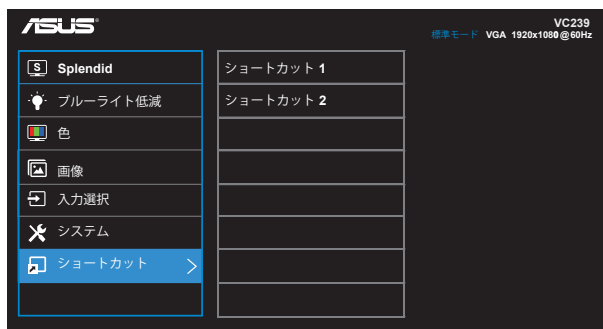 ASUS
VC239
標準モード VGA 1920x1080@60Hz
S Splendid
ブルーライト低減
色
画像
入力選択
システム
ショートカット
ショートカット 1
ショートカット 2